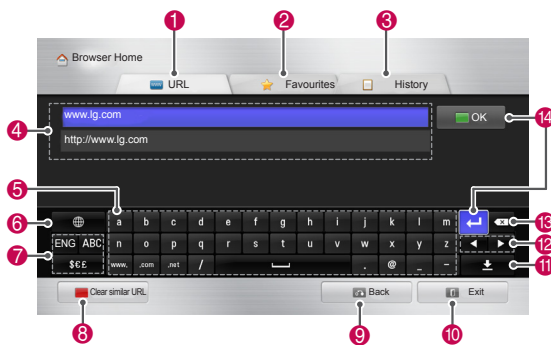 1 2 3
Browser Home
URL Favourites History
4 www.lg.com OK 14
http://www.lg.com
5
6 a b c d e f g h i j k l m 13
7 ENG ABC n o p q r s t u v w x y z 12
$€£ www. .com .net / . @ _ - 11
Clear similar URL Back Exit
8 9 10